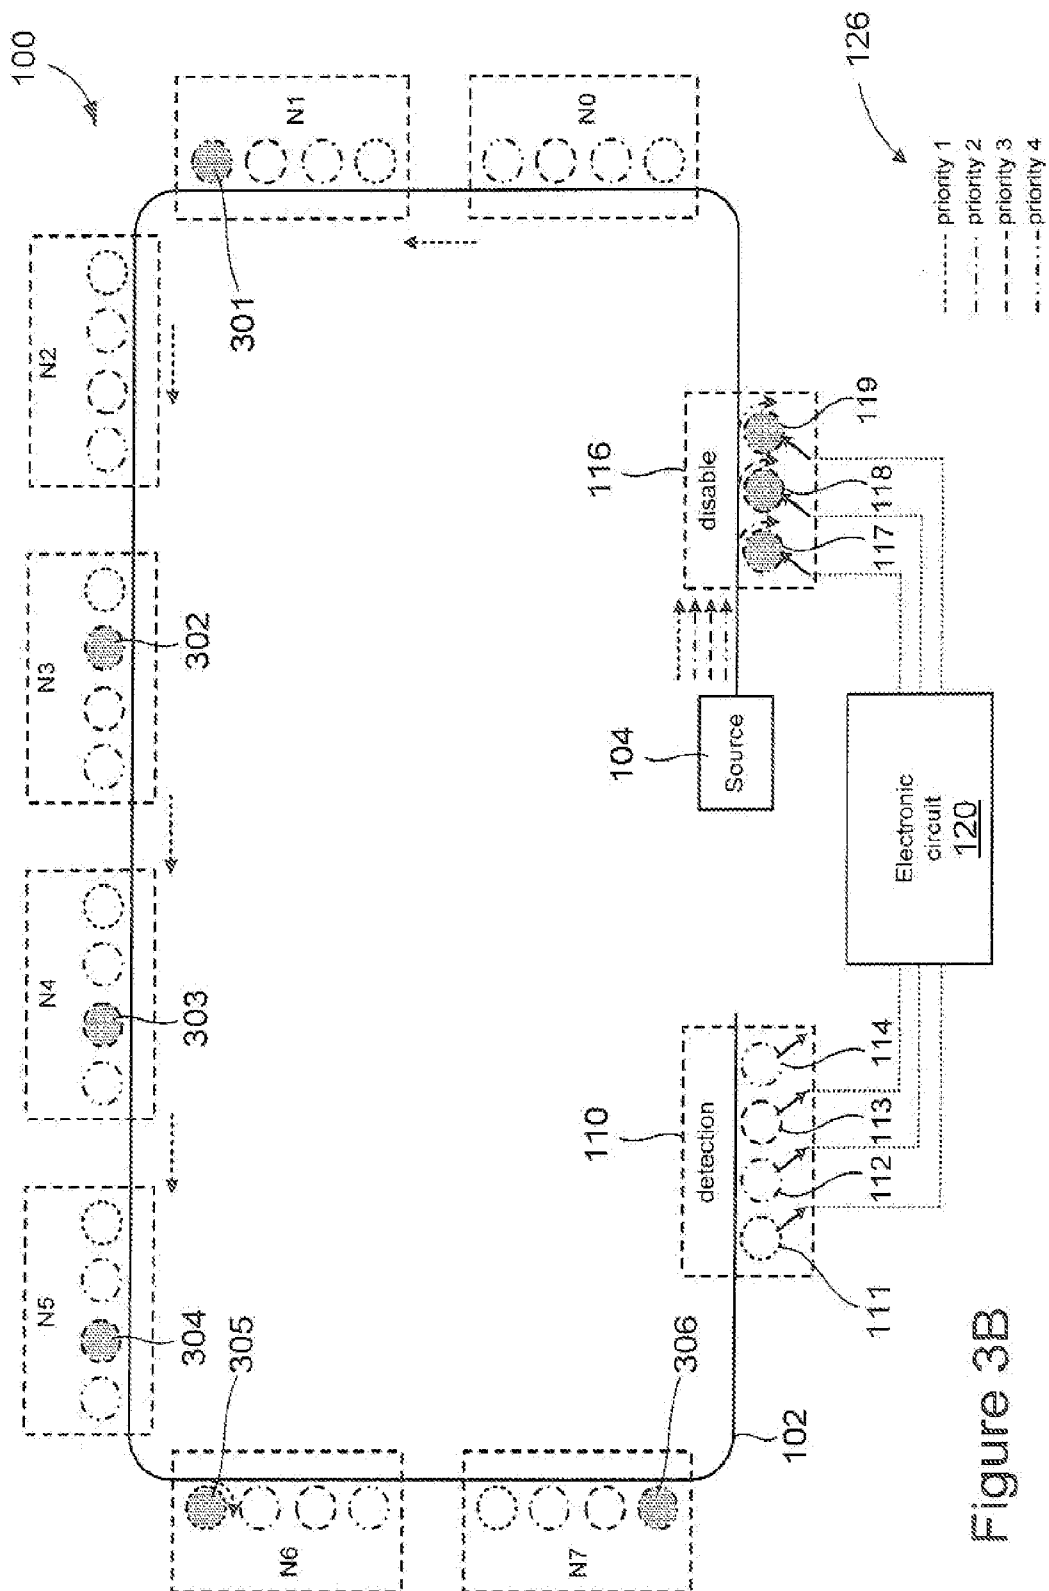 100
N1
N0
N2
N3
N4
N5
N6
N7
301
302
303
304
305
306
126
priority 1
priority 2
priority 3
priority 4
116
disable
119
118
117
104
Source
Electronic
circuit
120
110
detection
114
113
112
111
102
Figure 3B